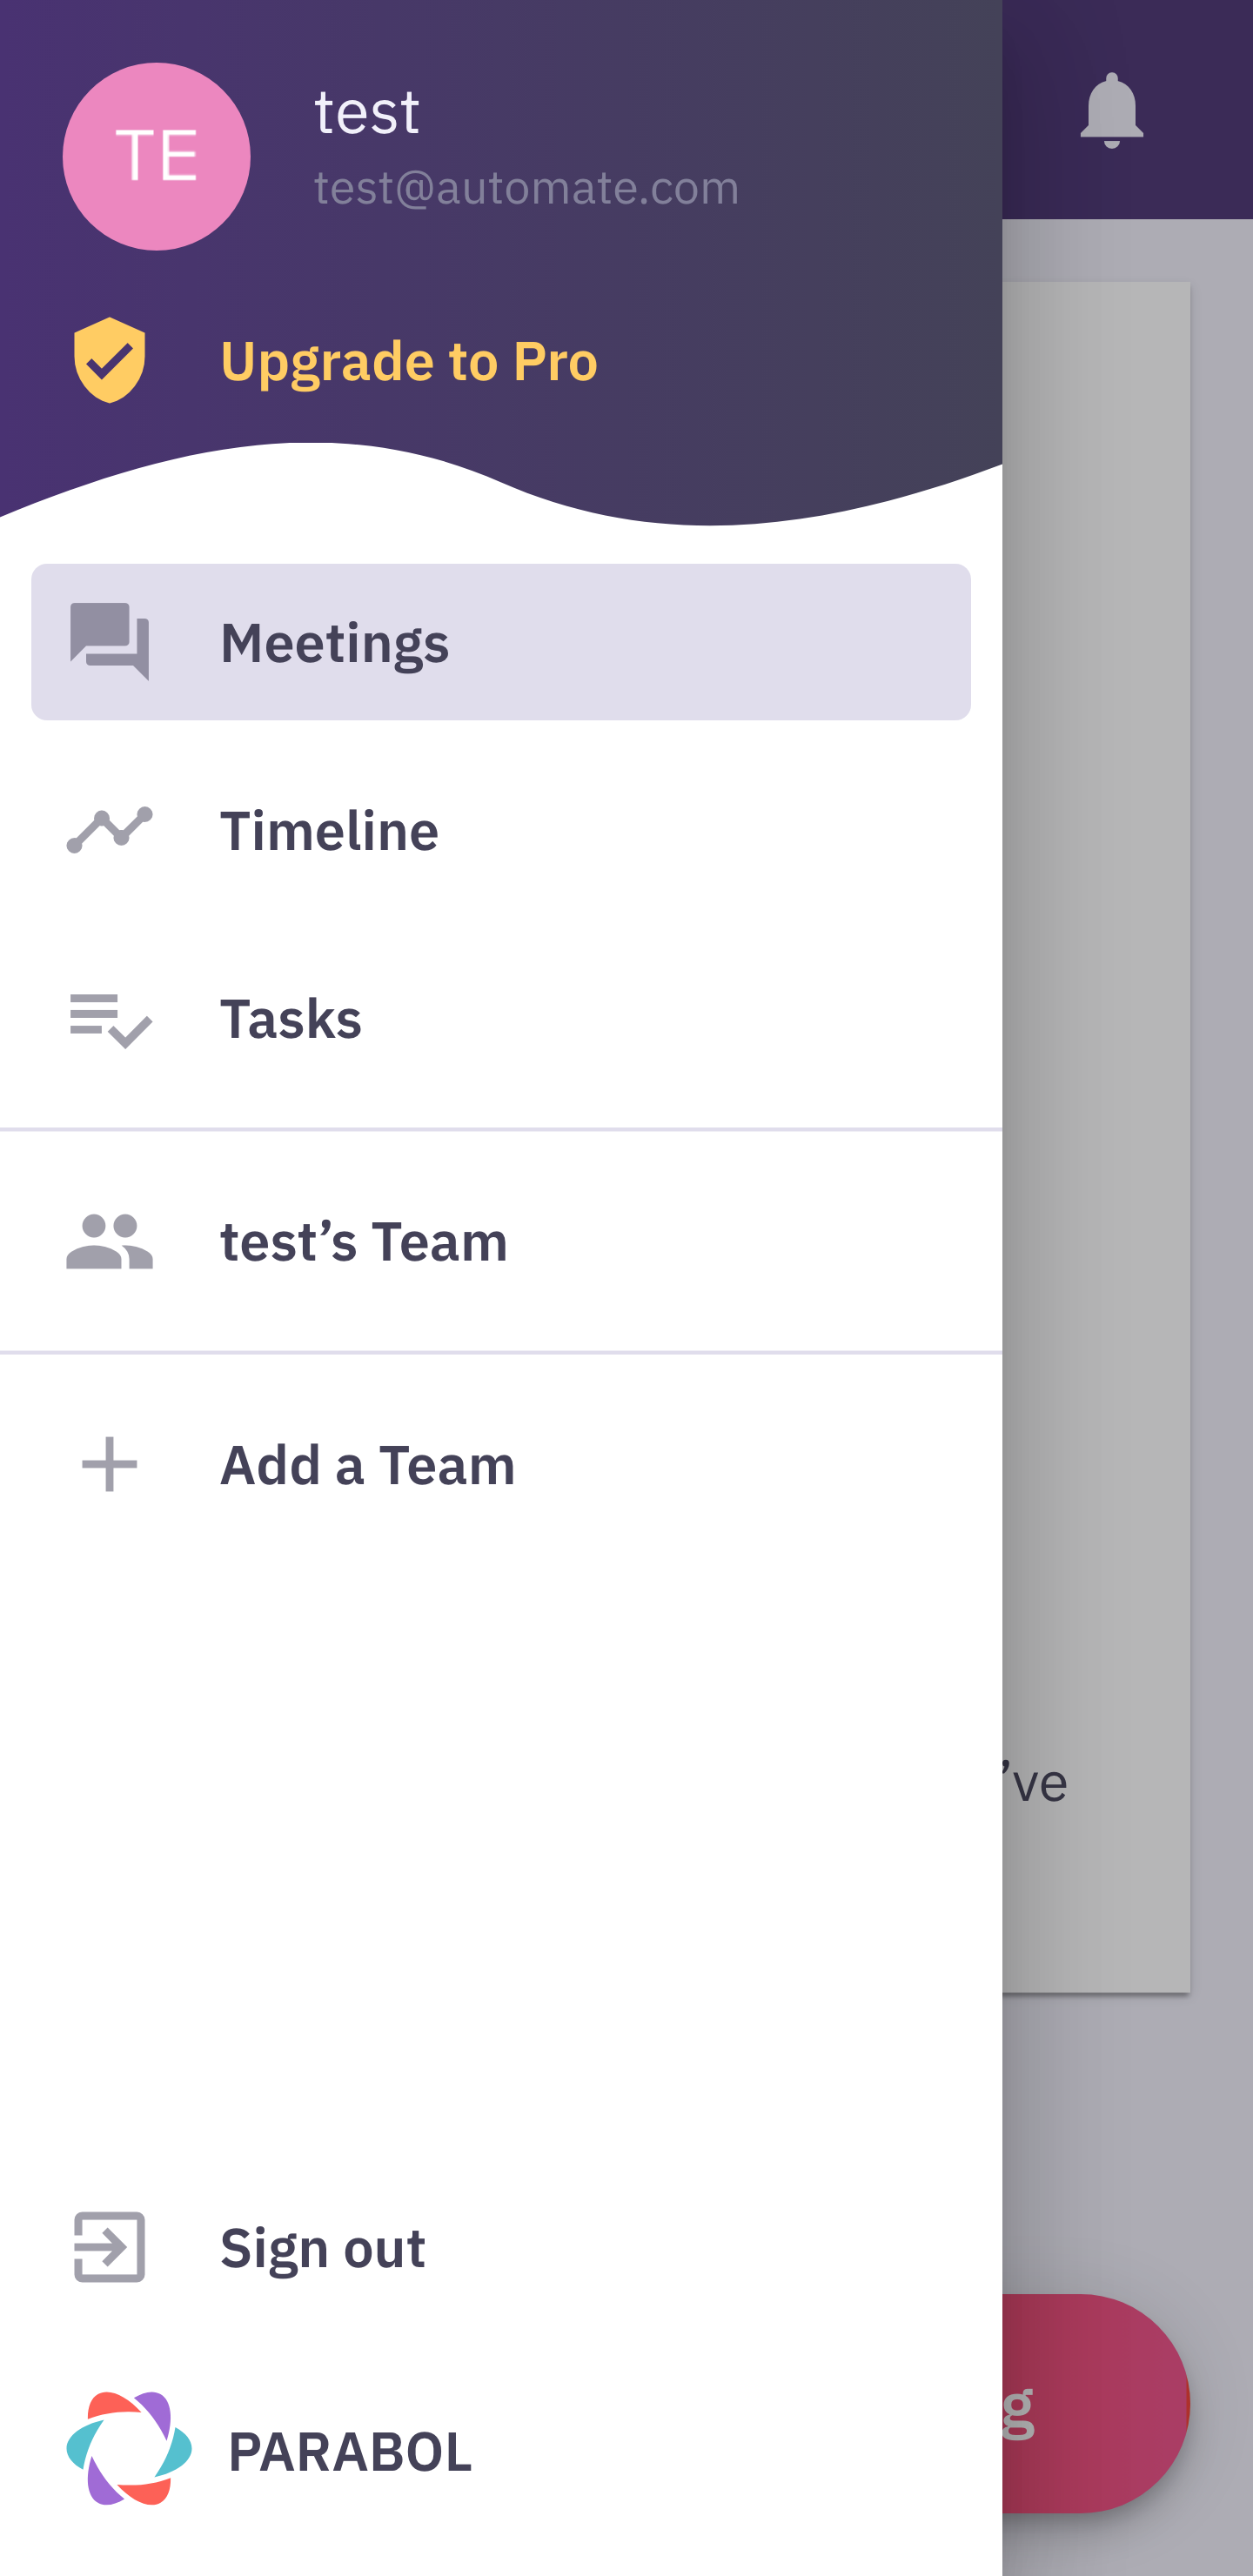 TE
test
test@automate.com
Upgrade to Pro
Meetings
Timeline
Tasks
test’s Team
Add a Team
’ve
Sign out
g
PARABOL